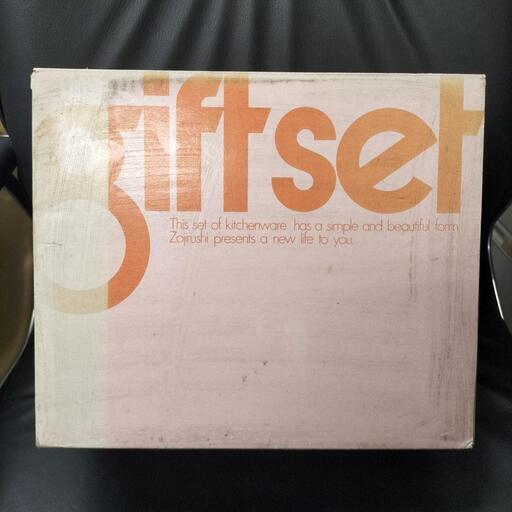 giftset
This set of kitchenware has a simple and beautiful form.
Zojirushi presents a new life to you.